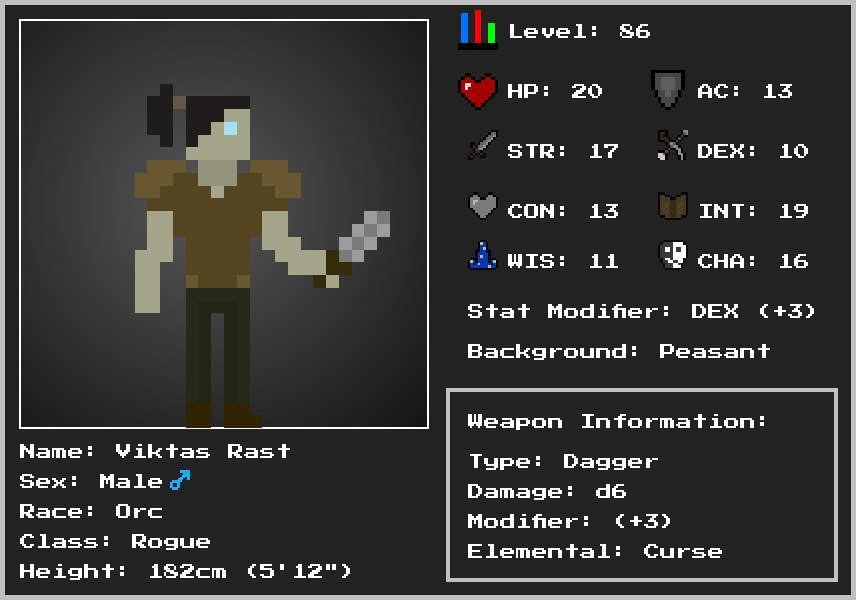 Level: 86
HP: 20
AC: 13
STR: 17
DEX: 10
CON: 13
INT: 19
WIS: 11
CHA: 16
Stat Modifier: DEX (+3)
Background: Peasant
Weapon Information:
Type: Dagger
Damage: d6
Modifier: (+3)
Elemental: Curse
Name: Viktas Rast
Sex: Male♂
Race: Orc
Class: Rogue
Height: 182cm (5'12")